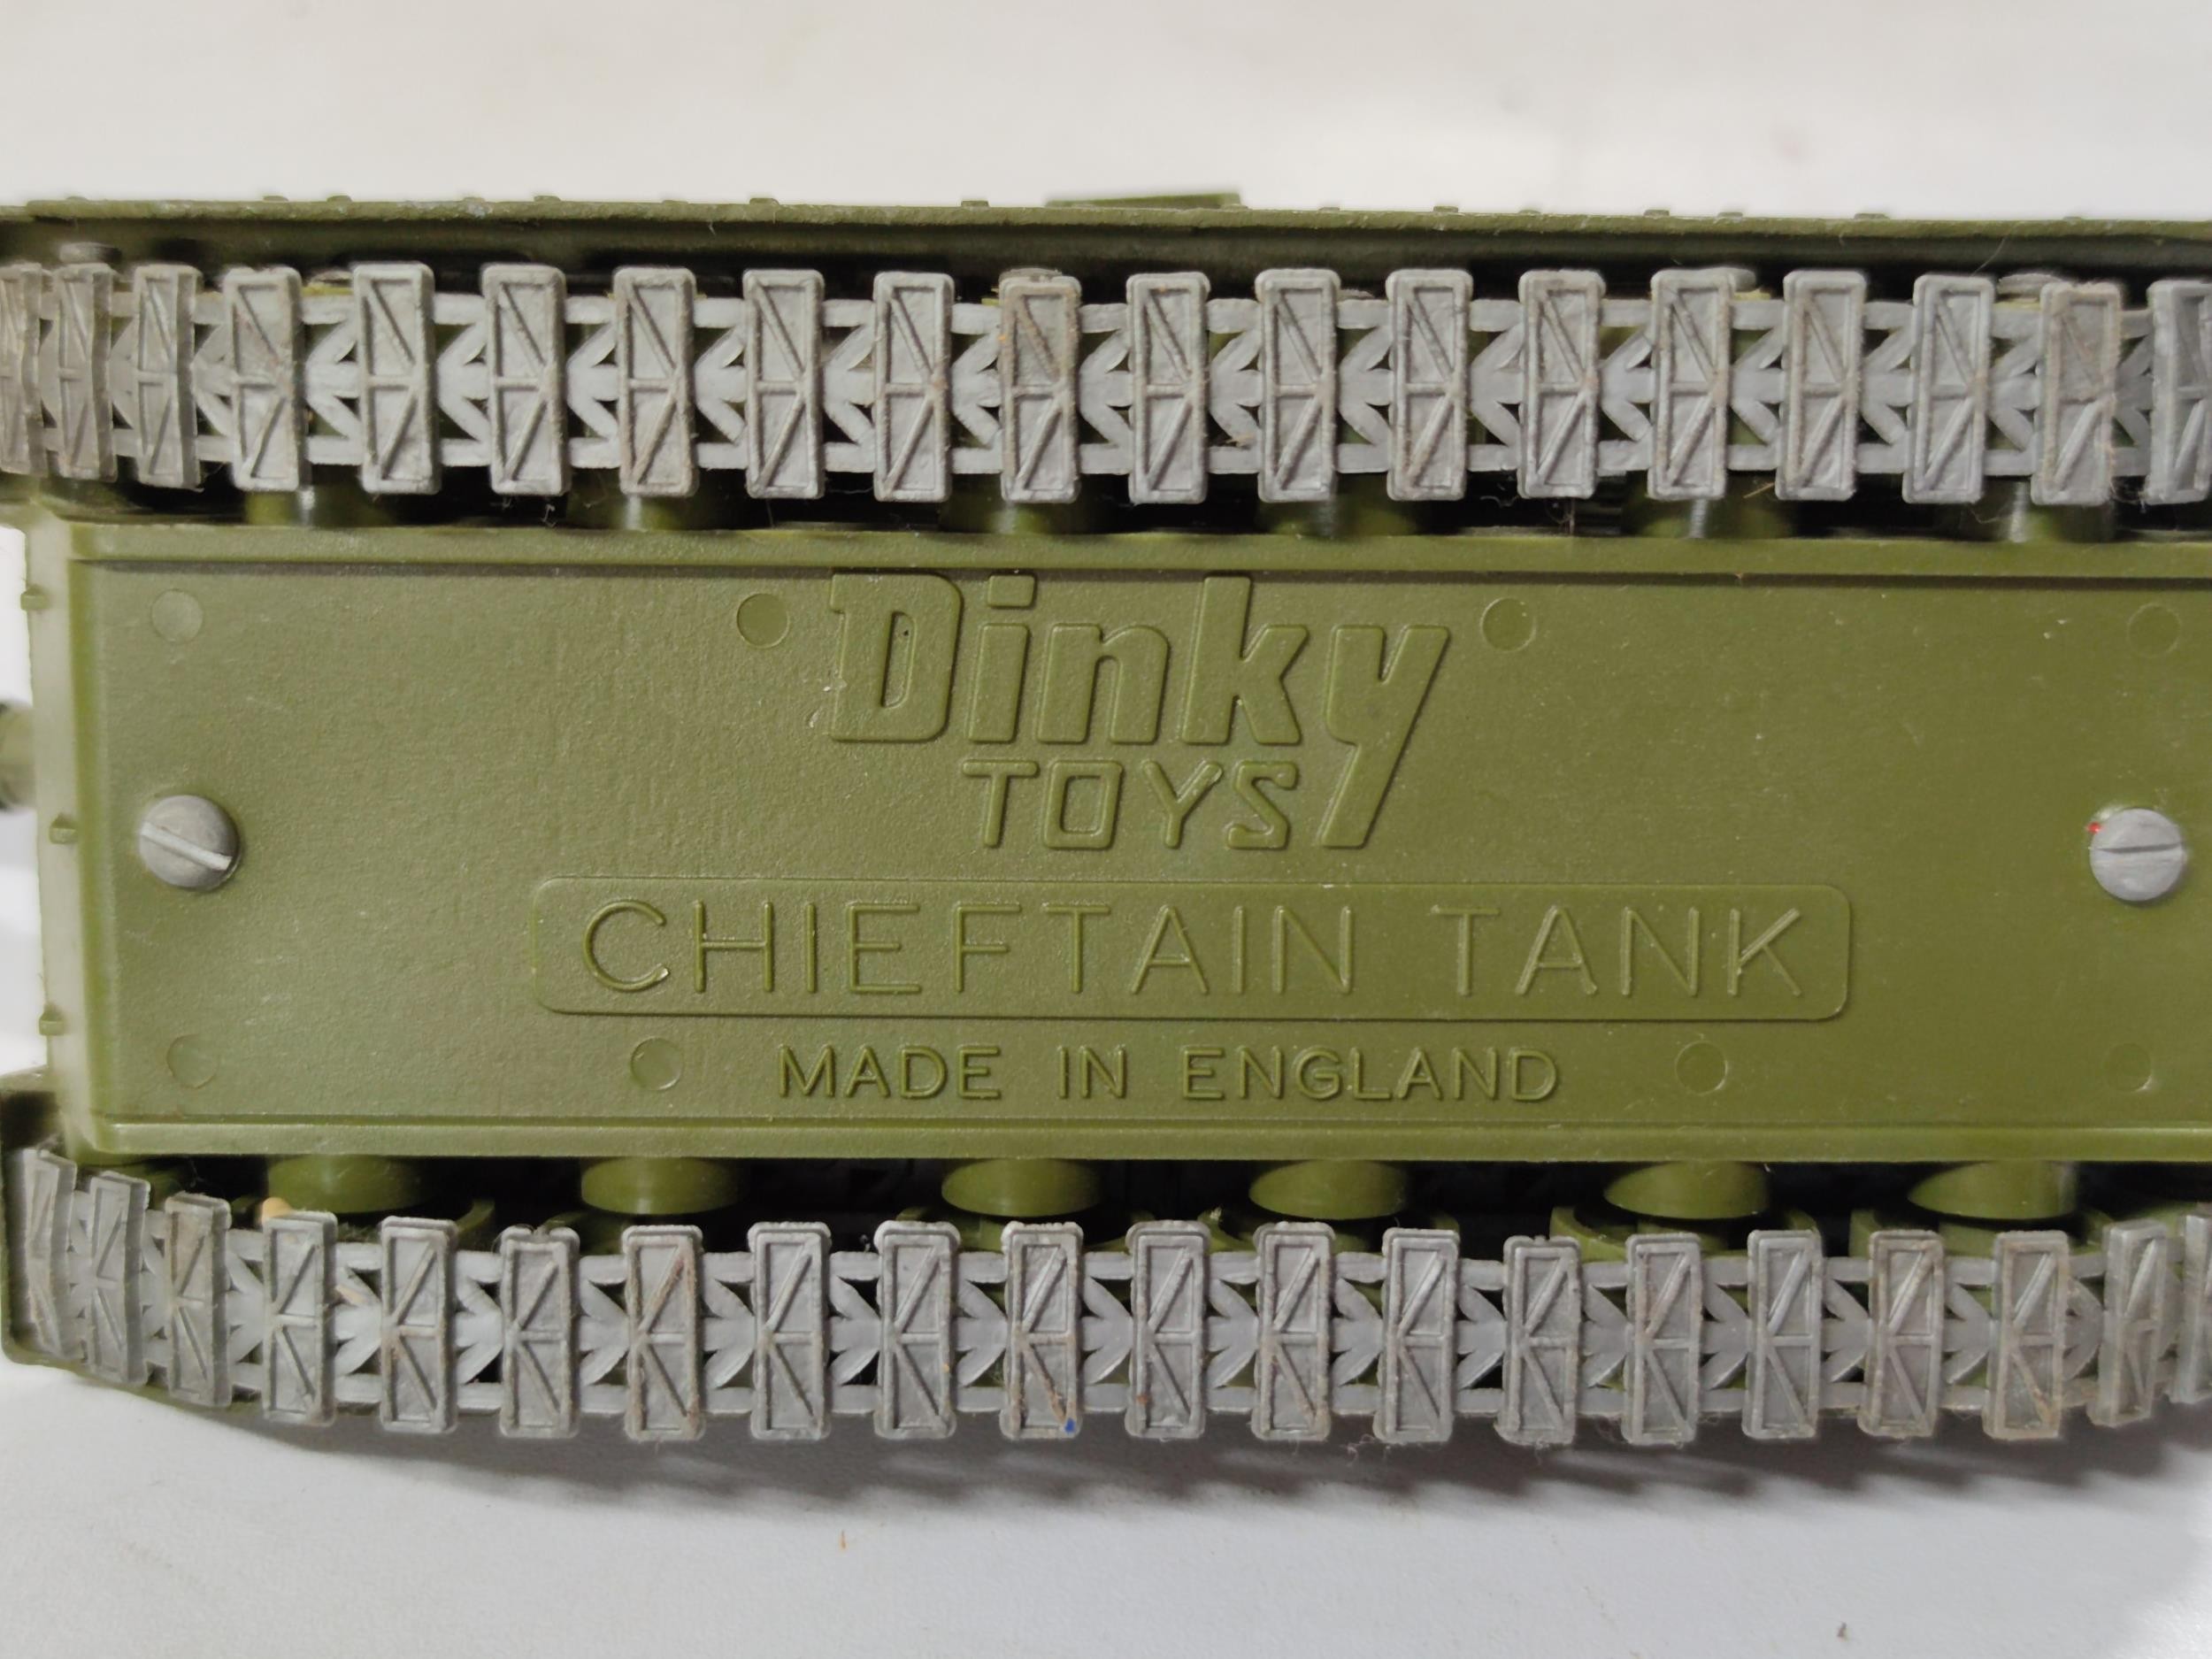 Dinky
TOYS
CHIEFTAIN TANK
MADE IN ENGLAND